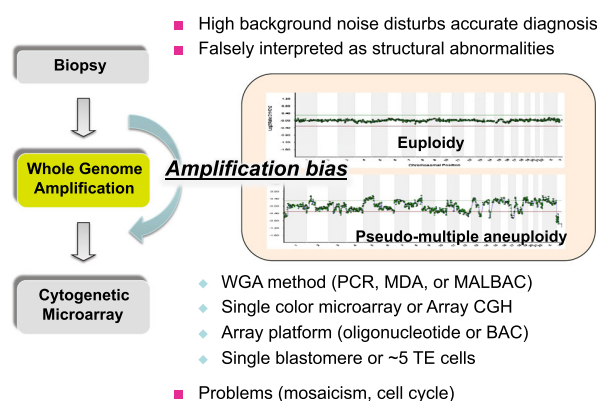 High background noise disturbs accurate diagnosis
Falsely interpreted as structural abnormalities
Biopsy
Whole Genome
Amplification
Amplification bias
Euploidy
Chromosomal Position
Pseudo-multiple aneuploidy
Cytogenetic
Microarray
WGA method (PCR, MDA, or MALBAC)
Single color microarray or Array CGH
Array platform (oligonucleotide or BAC)
Single blastomere or ~5 TE cells
Problems (mosaicism, cell cycle)